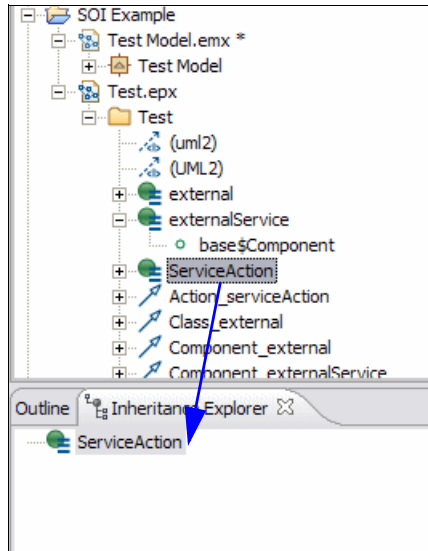 SOI Example
Test Model.emx *
Test Model
Test.epx
Test
(uml2)
(UML2)
external
externalService
base$Component
ServiceAction
Action_serviceAction
Class_external
Component_external
Component_externalService
Outline Inheritance Explorer
ServiceAction